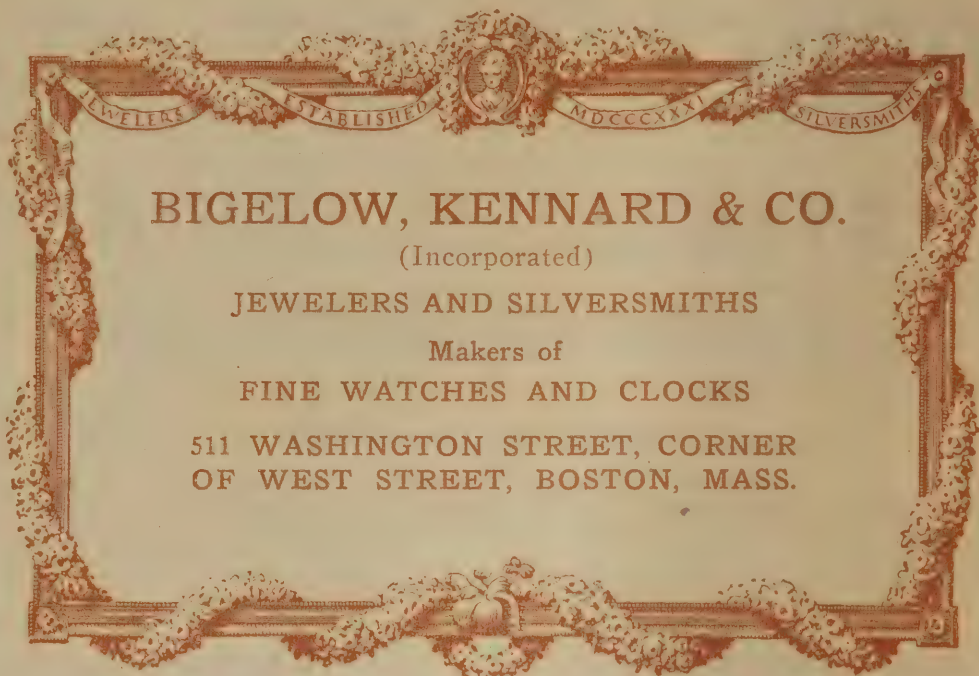 JEWELERS ESTABLISHED MDCCCXXXI SILVERSMITHS
BIGELOW, KENNARD & CO.
(Incorporated)
JEWELERS AND SILVERSMITHS
Makers of
FINE WATCHES AND CLOCKS
511 WASHINGTON STREET, CORNER
OF WEST STREET, BOSTON, MASS.